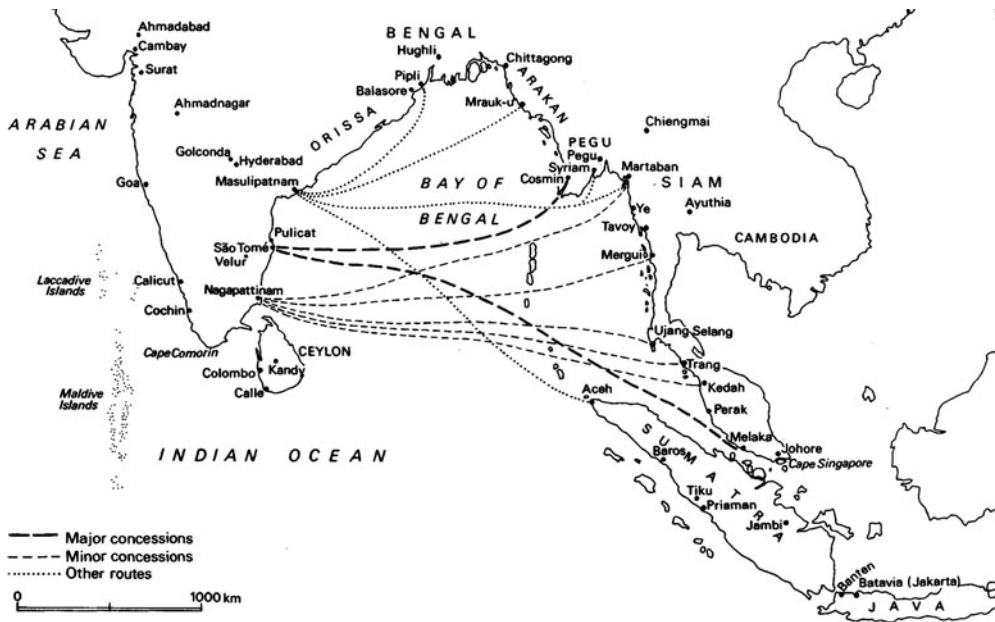 Ahmadabad
Cambay
Surat
Ahmadnagar
ARABIAN
SEA
Golconda
Hyderabad
Masulipatnam
Goa
BENGAL
Hughli
Pipli
Balasore
ORISSA
Chittagong
ARAKAN
Mrauk-u
PEGU
Pegu
Syriam
Cosmin
Martaban
Chiengmai
SIAM
Ayuthia
CAMBODIA
BAY OF
BENGAL
Ye
Tavoy
Mergui
Pulicat
São Tomé
Velur
Laccadive
Islands
Calicut
Nagapattinam
Cochin
Cape Comorin
CEYLON
Colombo
Kandy
Calle
Maldive
Islands
INDIAN OCEAN
Ujang Selang
Trang
Kedah
Perak
Aceh
Melaka
Johore
Cape Singapore
SUMATRA
Baros
Tiku
Priaman
Jambi
Banten
Batavia (Jakarta)
JAVA
Major concessions
Minor concessions
Other routes
0 1000 km